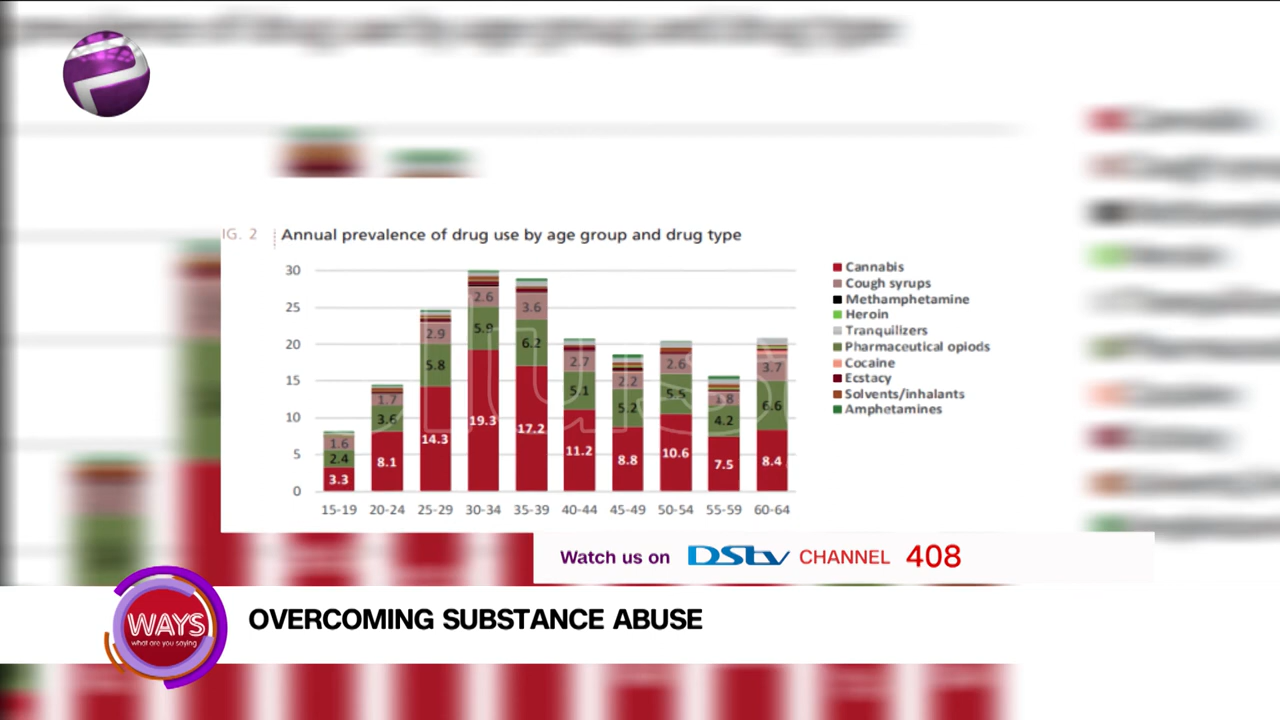 IG. 2 Annual prevalence of drug use by age group and drug type
30
25
20
15
10
5
0
3.3 2.4 1.6
8.1 3.6 1.7
14.3 5.8 2.9
19.3 5.9 2.6
17.2 6.2 3.6
11.2 5.1 2.7
8.8 5.2 2.2
10.6 5.5 2.6
7.5 4.2 1.8
8.4 6.6 3.7
15-19 20-24 25-29 30-34 35-39 40-44 45-49 50-54 55-59 60-64
Cannabis
Cough syrups
Methamphetamine
Heroin
Tranquilizers
Pharmaceutical opiods
Cocaine
Ecstacy
Solvents/inhalants
Amphetamines
Watch us on DStv CHANNEL 408
WAYS
what are you saying
OVERCOMING SUBSTANCE ABUSE